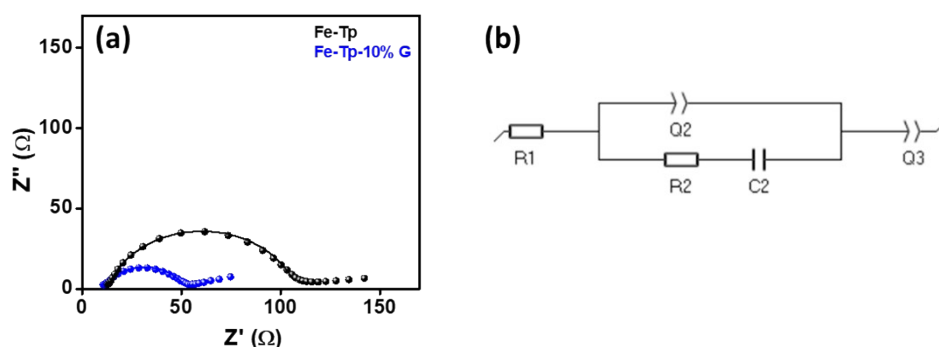 (a)
Fe-Tp
Fe-Tp-10% G
150
100
50
0
Z'' (Ω)
0 50 100 150
Z' (Ω)
(b)
Q2
R1
Q3
R2 C2